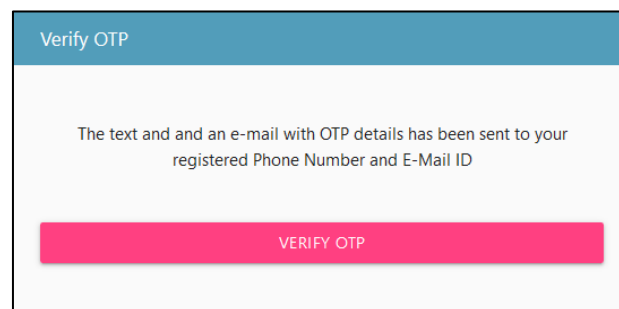 Verify OTP
The text and and an e-mail with OTP details has been sent to your
registered Phone Number and E-Mail ID
VERIFY OTP